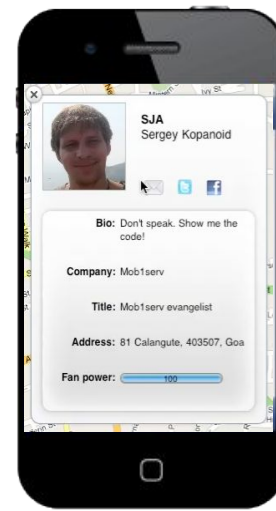 SJA
Sergey Kopanoid
Bio: Don't speak. Show me the
code!
Company: Mob1serv
Title: Mob1serv evangelist
Address: 81 Calangute, 403507, Goa
Fan power: 100